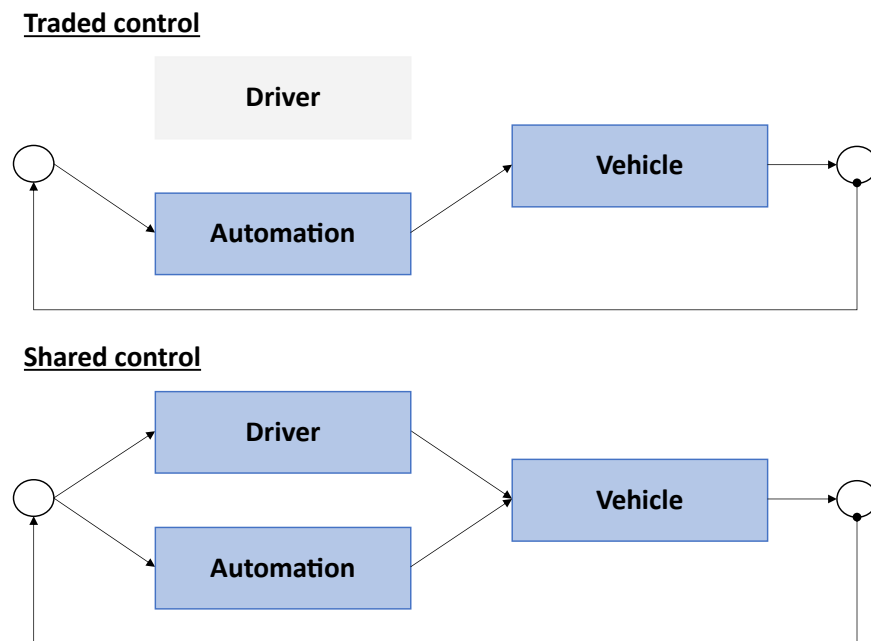 Traded control
Driver
Vehicle
Automation
Shared control
Driver
Vehicle
Automation